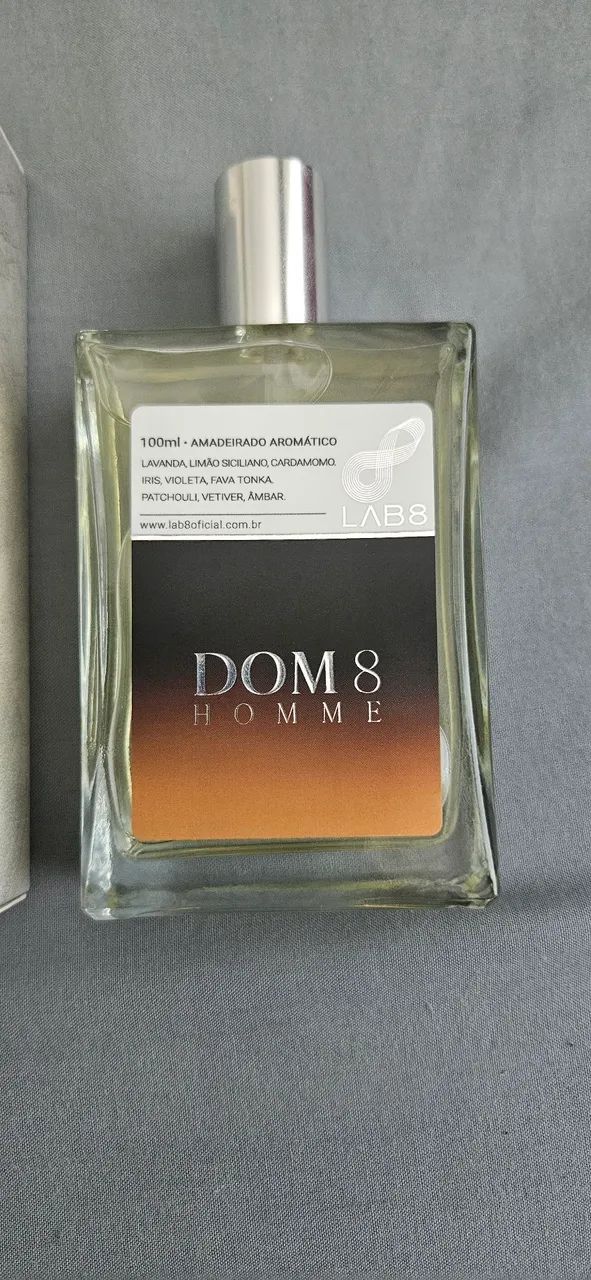 100ml • AMADEIRADO AROMÁTICO
LAVANDA, LIMÃO SICILIANO, CARDAMOMO.
IRIS, VIOLETA, FAVA TONKA.
PATCHOULI, VETIVER, ÂMBAR.
www.lab8oficial.com.br
LAB8
DOM 8
HOMME